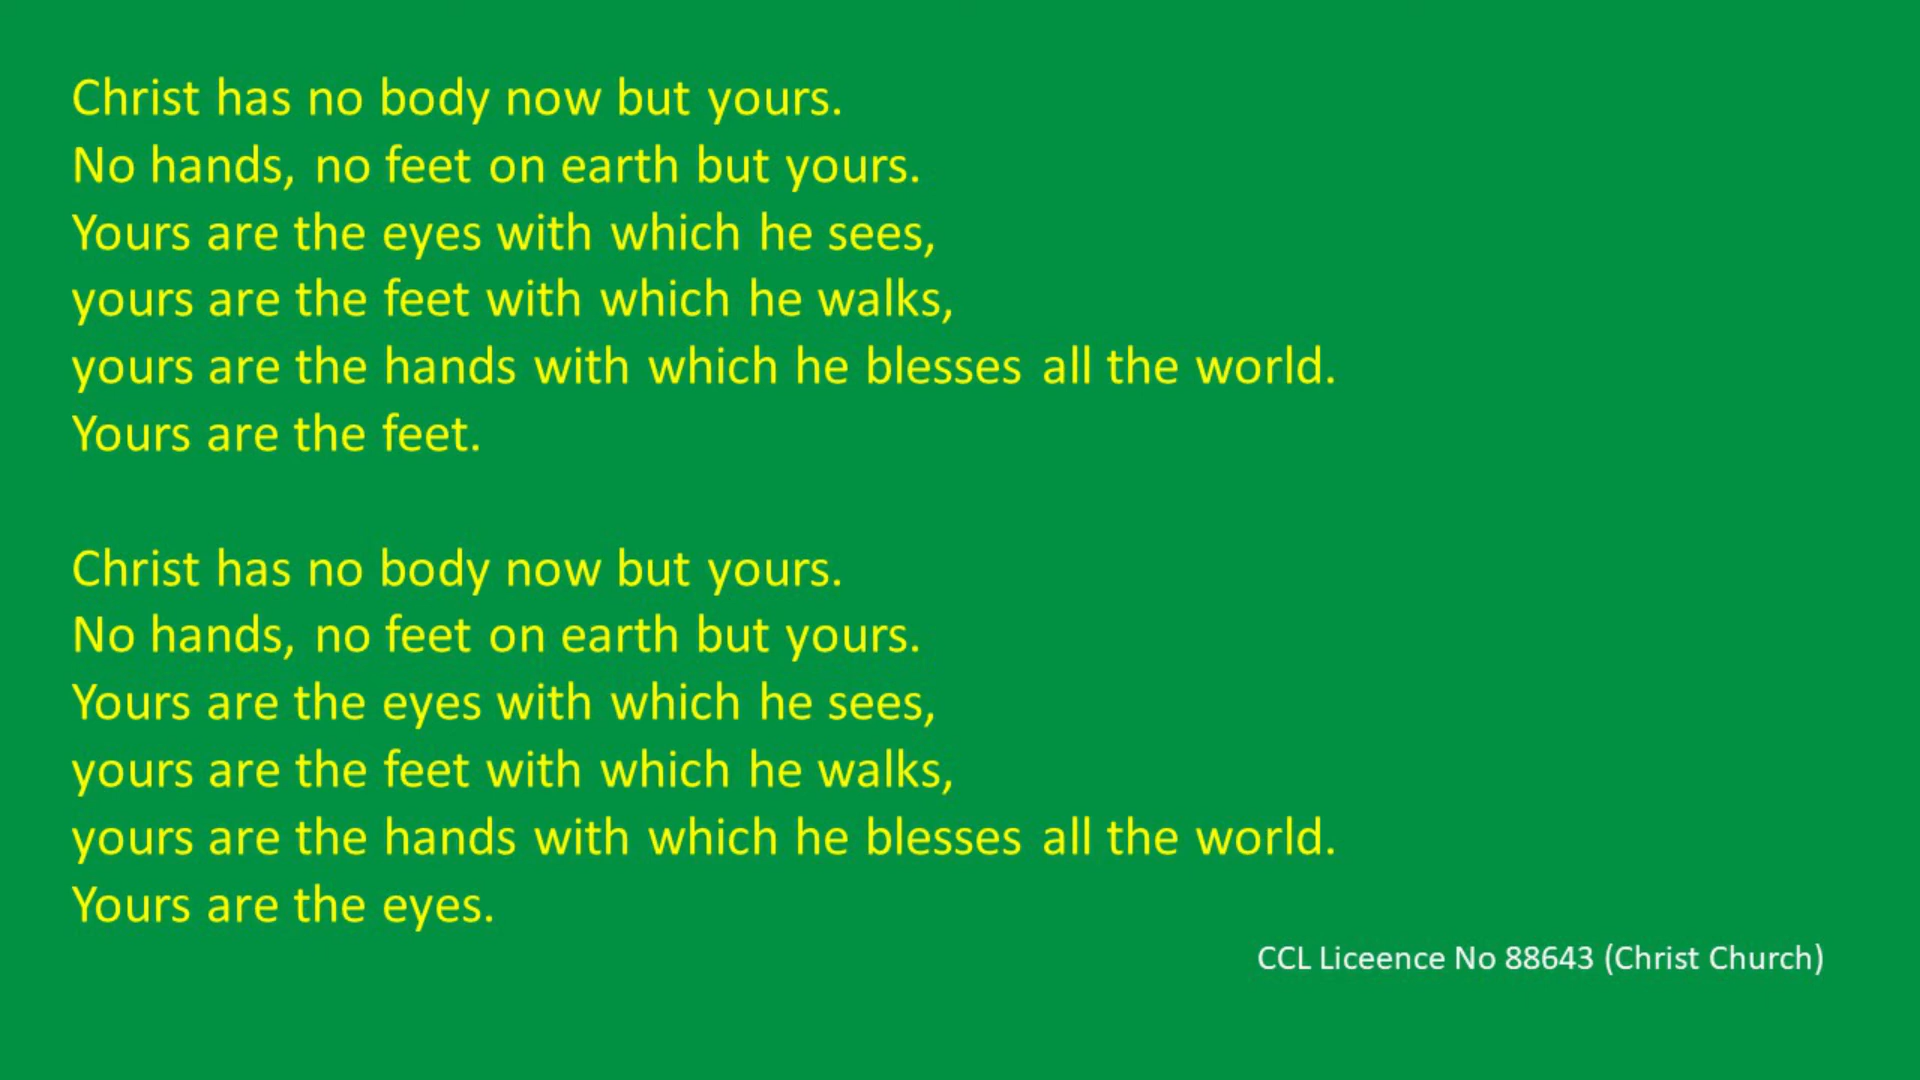 Christ has no body now but yours.
No hands, no feet on earth but yours.
Yours are the eyes with which he sees,
yours are the feet with which he walks,
yours are the hands with which he blesses all the world.
Yours are the feet.
Christ has no body now but yours.
No hands, no feet on earth but yours.
Yours are the eyes with which he sees,
yours are the feet with which he walks,
yours are the hands with which he blesses all the world.
Yours are the eyes.
CCL Liceence No 88643 (Christ Church)